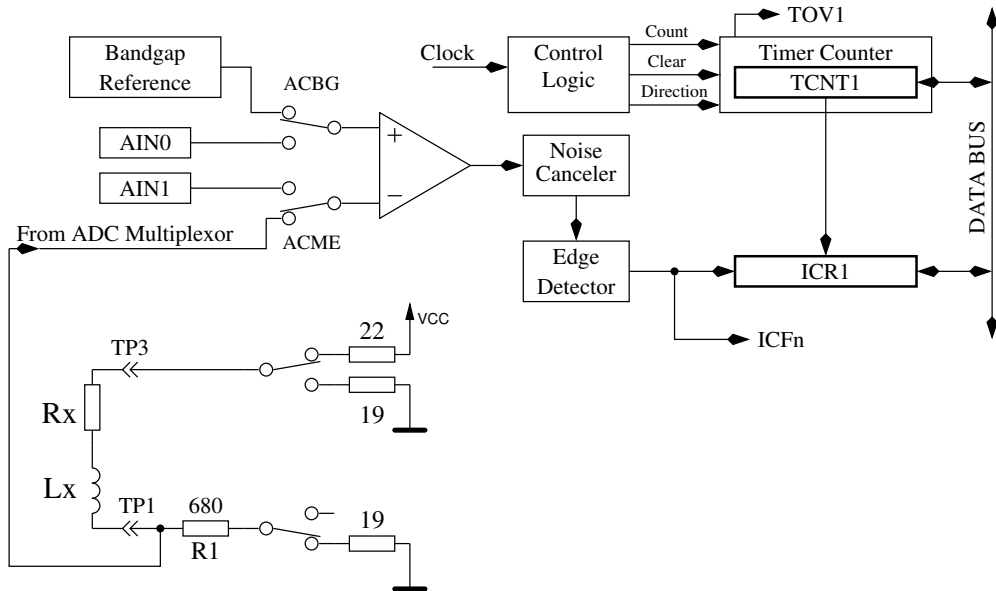 TOV1
Bandgap
Reference
ACBG
Clock
Control
Logic
Count
Clear
Direction
Timer Counter
TCNT1
AIN0
AIN1
+
−
Noise
Canceler
DATA BUS
From ADC Multiplexor
ACME
Edge
Detector
ICR1
ICFn
VCC
22
TP3
19
Rx
Lx
TP1
680
R1
19